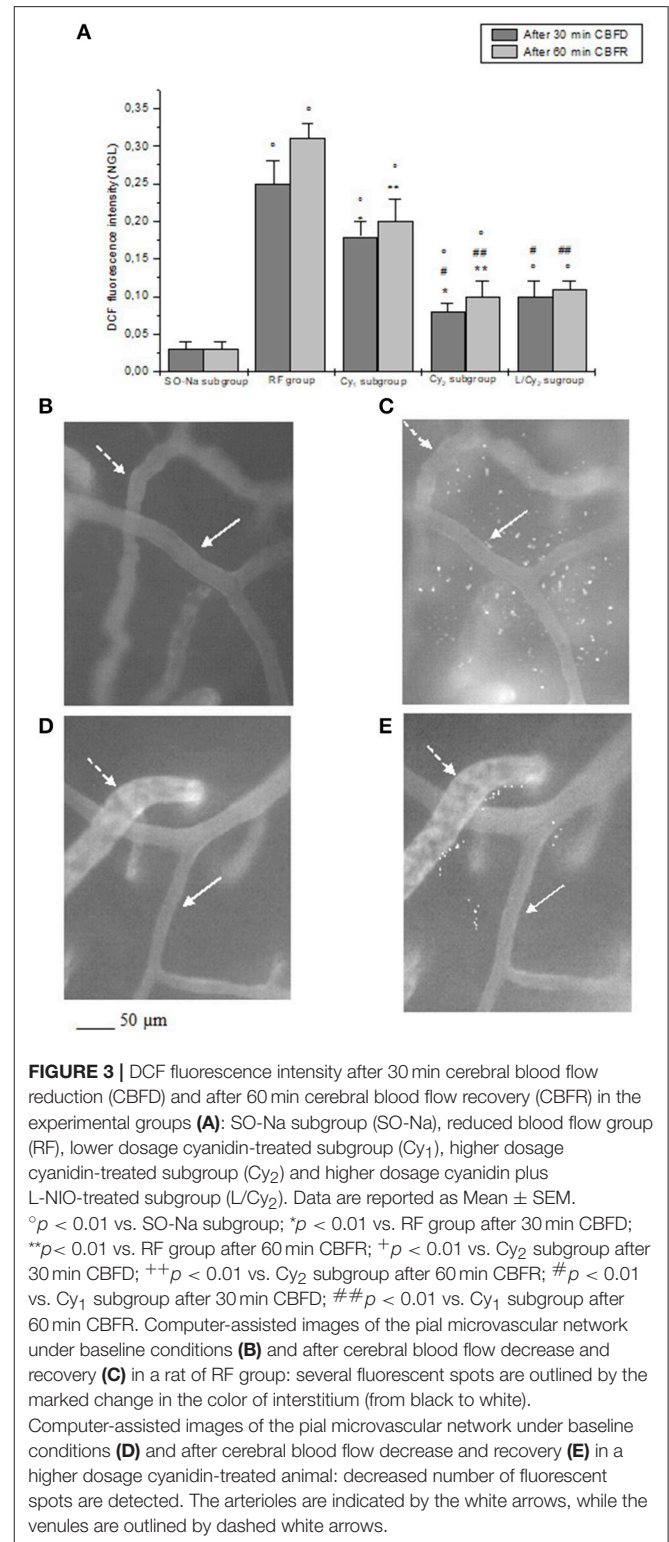 A
After 30 min CBFD
After 60 min CBFR
DCF fluorescence intensity (NGL)
0,35
0,30
0,25
0,20
0,15
0,10
0,05
0,00
° ° ° ° ° # ##
* ** # ## ° °
* **
SO-Na subgroup RF group Cy₁ subgroup Cy₂ subgroup L/Cy₂ sugroup
B
C
D
E
50 µm
FIGURE 3 | DCF fluorescence intensity after 30 min cerebral blood flow
reduction (CBFD) and after 60 min cerebral blood flow recovery (CBFR) in the
experimental groups (A): SO-Na subgroup (SO-Na), reduced blood flow group
(RF), lower dosage cyanidin-treated subgroup (Cy₁), higher dosage
cyanidin-treated subgroup (Cy₂) and higher dosage cyanidin plus
L-NIO-treated subgroup (L/Cy₂). Data are reported as Mean ± SEM.
°p < 0.01 vs. SO-Na subgroup; *p < 0.01 vs. RF group after 30 min CBFD;
**p< 0.01 vs. RF group after 60 min CBFR; +p < 0.01 vs. Cy₂ subgroup after
30 min CBFD; ++p < 0.01 vs. Cy₂ subgroup after 60 min CBFR; #p < 0.01
vs. Cy₁ subgroup after 30 min CBFD; ##p < 0.01 vs. Cy₁ subgroup after
60 min CBFR. Computer-assisted images of the pial microvascular network
under baseline conditions (B) and after cerebral blood flow decrease and
recovery (C) in a rat of RF group: several fluorescent spots are outlined by the
marked change in the color of interstitium (from black to white).
Computer-assisted images of the pial microvascular network under baseline
conditions (D) and after cerebral blood flow decrease and recovery (E) in a
higher dosage cyanidin-treated animal: decreased number of fluorescent
spots are detected. The arterioles are indicated by the white arrows, while the
venules are outlined by dashed white arrows.